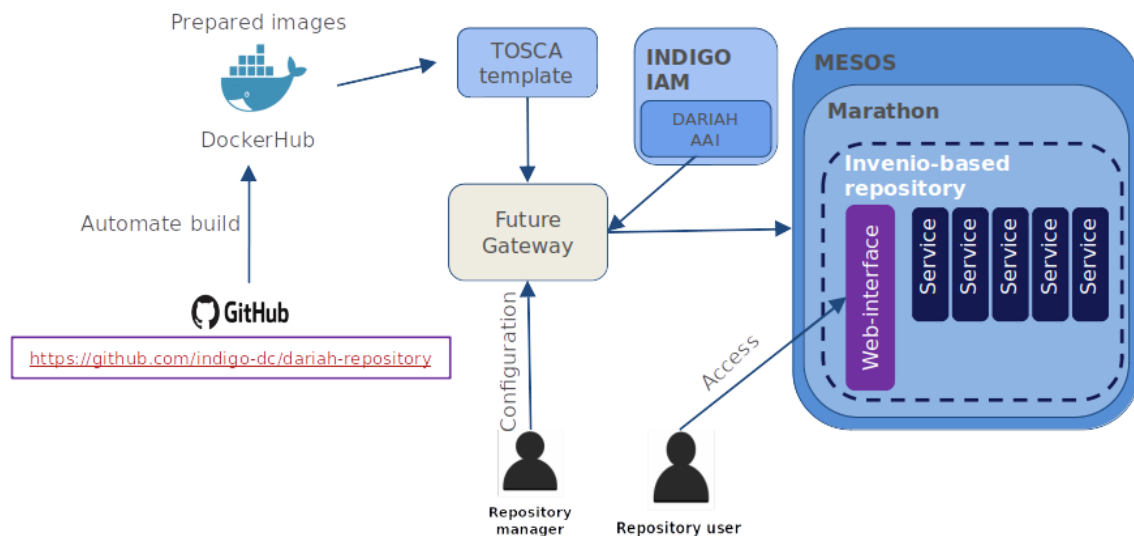 Prepared images
DockerHub
Automate build
GitHub
https://github.com/indigo-dc/dariah-repository
TOSCA
template
INDIGO
IAM
DARIAH
AAI
Future
Gateway
Configuration
Repository
manager
Access
Repository user
MESOS
Marathon
Invenio-based
repository
Web-interface
Service
Service
Service
Service
Service